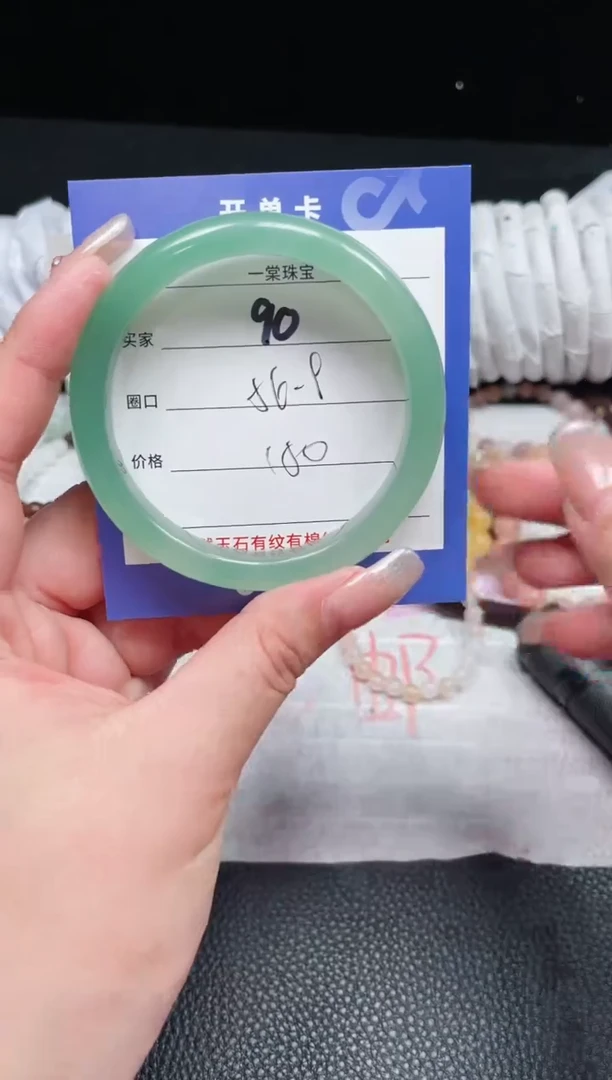 开单卡
一棠珠宝
买家 90
圈口 56-9
价格 180
玉石有纹有棉